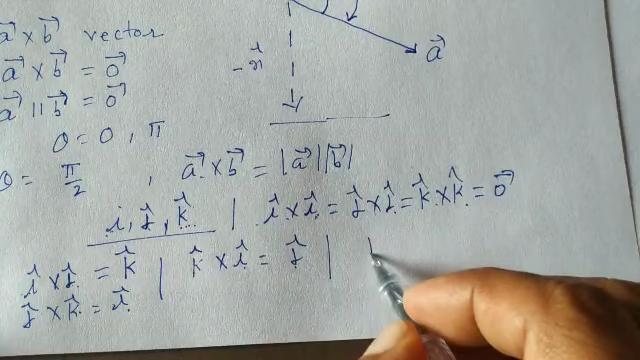 a⃗ × b⃗ vector
a⃗ × b⃗ = 0⃗
a⃗ || b⃗ = 0⃗
θ = 0, π
θ = π/2 , a⃗ × b⃗ = |a⃗||b⃗|
a⃗
-n̂
î, ĵ, k̂ | î × î = ĵ × ĵ = k̂ × k̂ = 0⃗
î × ĵ = k̂ | k̂ × î = ĵ |
ĵ × k̂ = î